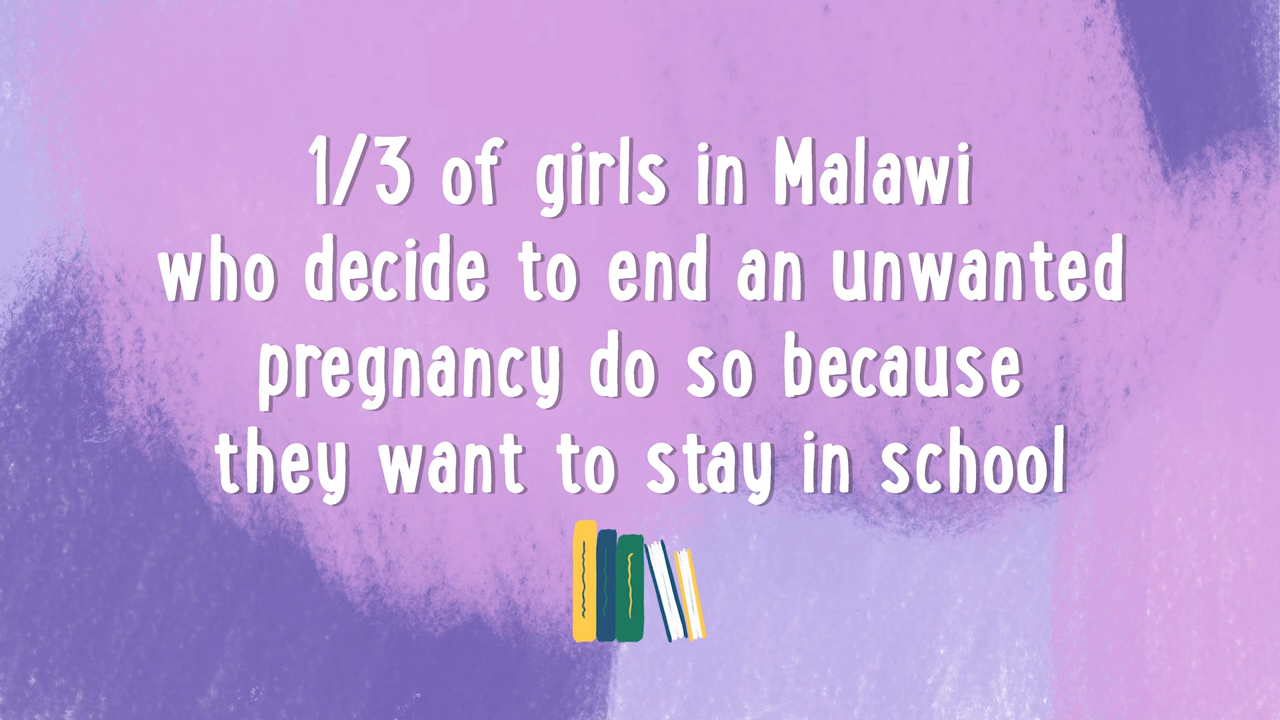 1/3 of girls in Malawi
who decide to end an unwanted
pregnancy do so because
they want to stay in school